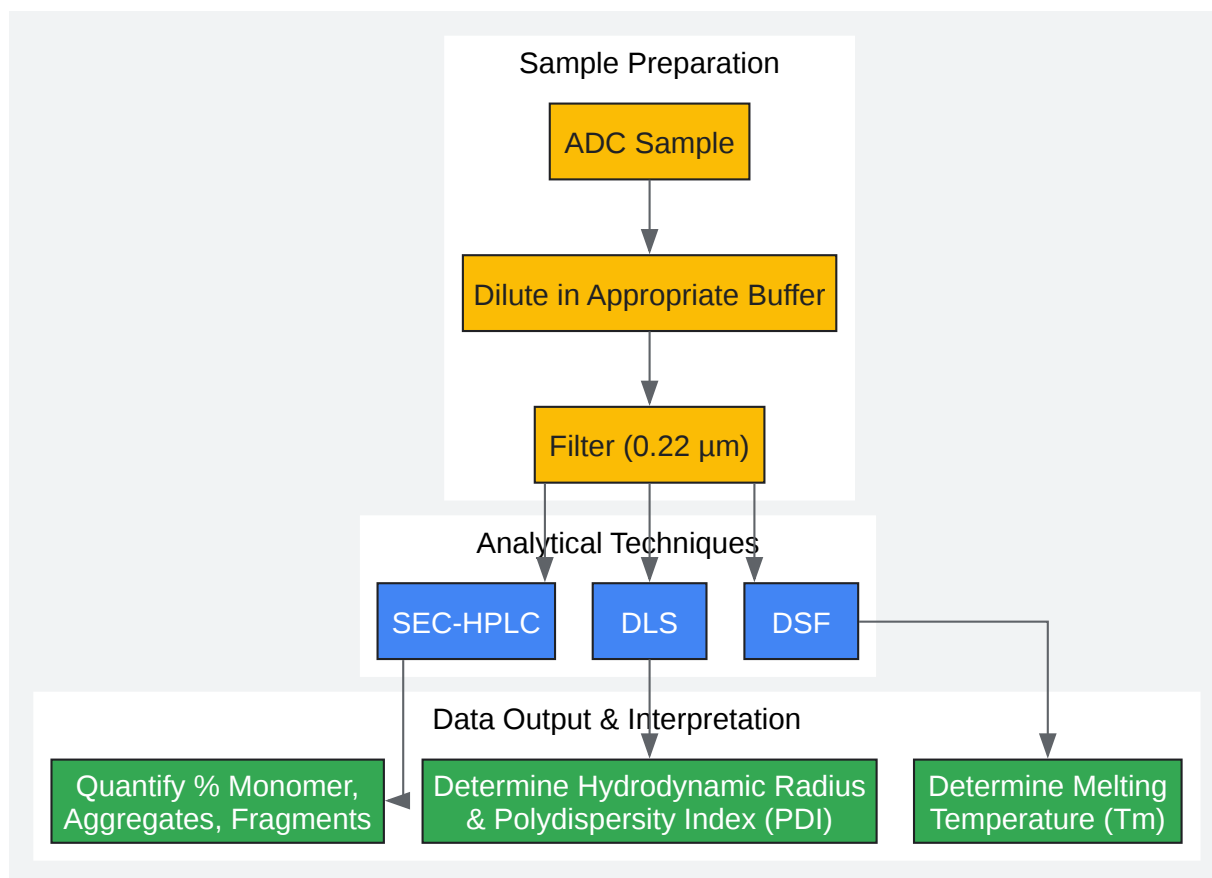 Sample Preparation
ADC Sample
Dilute in Appropriate Buffer
Filter (0.22 µm)
Analytical Techniques
SEC-HPLC
DLS
DSF
Data Output & Interpretation
Quantify % Monomer,
Aggregates, Fragments
Determine Hydrodynamic Radius
& Polydispersity Index (PDI)
Determine Melting
Temperature (Tm)